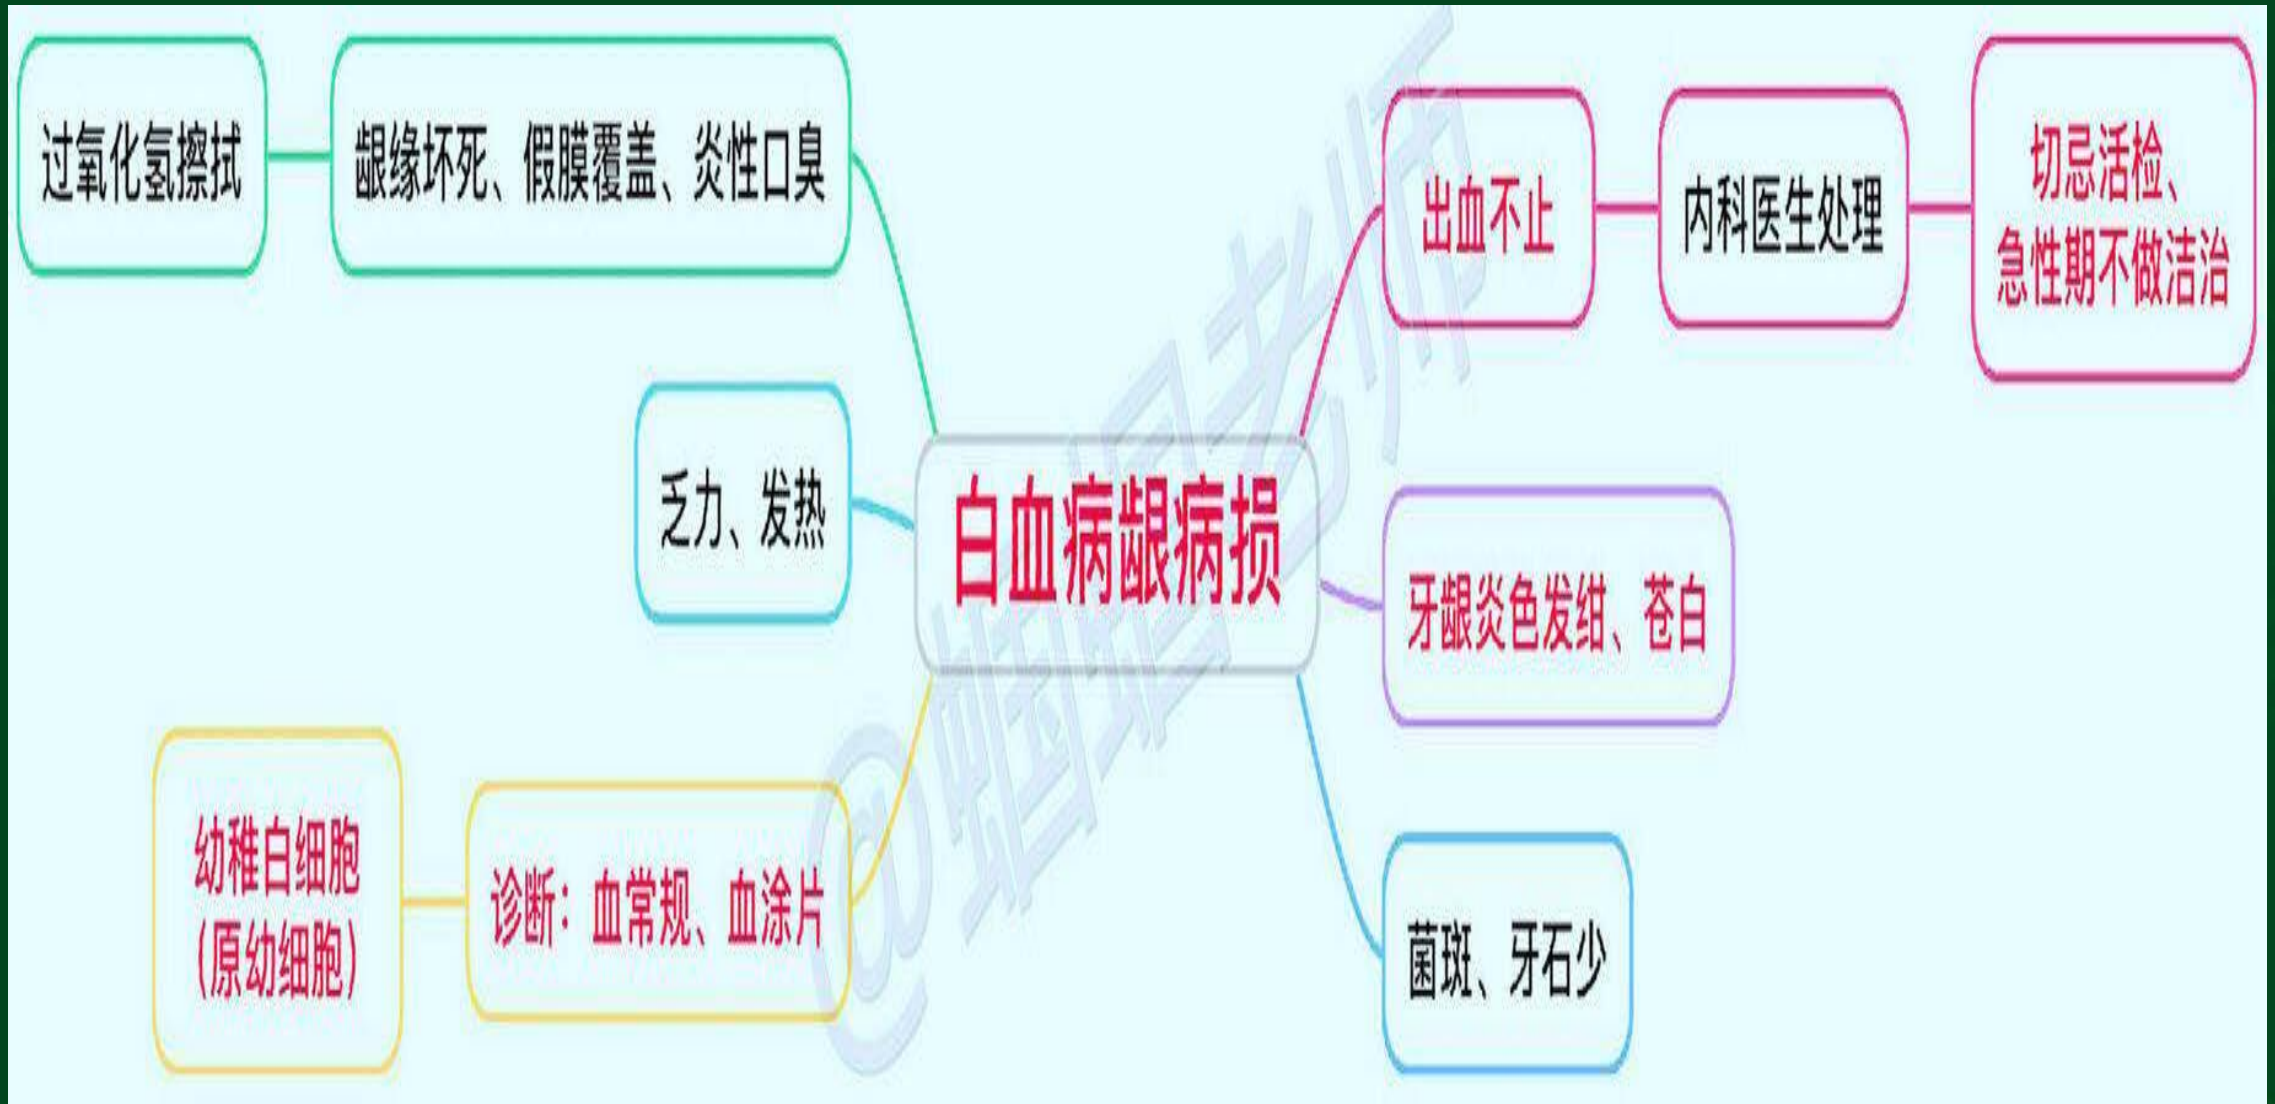 过氧化氢擦拭
龈缘坏死、假膜覆盖、炎性口臭
乏力、发热
幼稚白细胞
（原幼细胞）
诊断：血常规、血涂片
白血病龈病损
出血不止
内科医生处理
切忌活检、
急性期不做洁治
牙龈炎色发绀、苍白
菌斑、牙石少
@蝈蝈老师